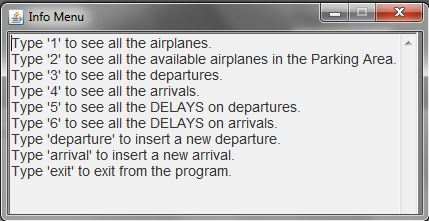 Info Menu
Type '1' to see all the airplanes.
Type '2' to see all the available airplanes in the Parking Area.
Type '3' to see all the departures.
Type '4' to see all the arrivals.
Type '5' to see all the DELAYS on departures.
Type '6' to see all the DELAYS on arrivals.
Type 'departure' to insert a new departure.
Type 'arrival' to insert a new arrival.
Type 'exit' to exit from the program.